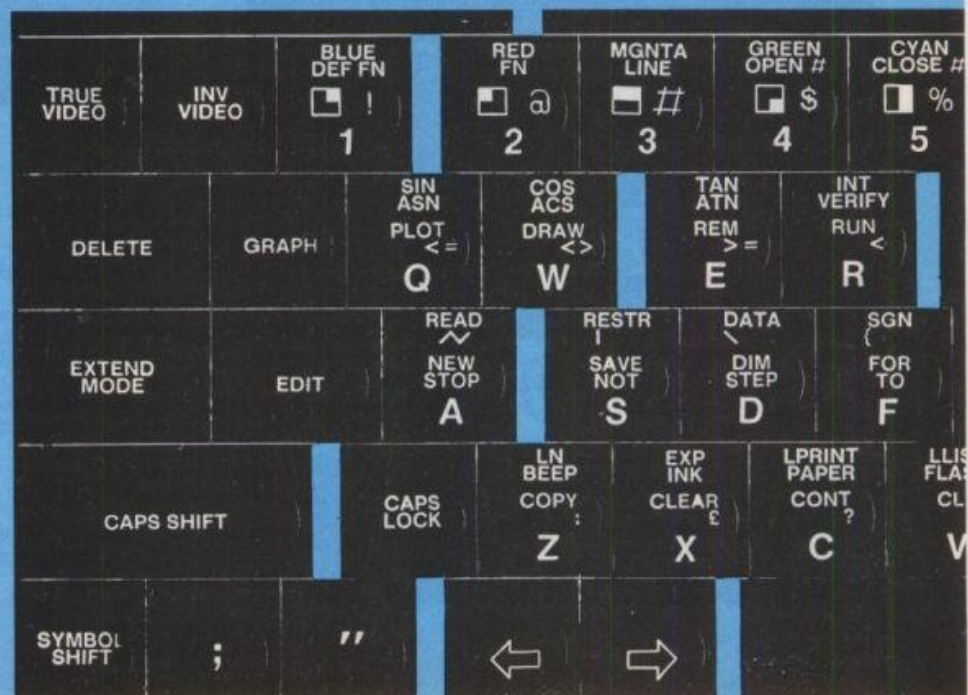 TRUE VIDEO
INV VIDEO
BLUE
DEF FN
!
1
RED
FN
@
2
MGNTA
LINE
#
3
GREEN
OPEN #
$
4
CYAN
CLOSE #
%
5
DELETE
GRAPH
SIN
ASN
PLOT
<=
Q
COS
ACS
DRAW
<>
W
TAN
ATN
REM
>=
E
INT
VERIFY
RUN
<
R
EXTEND
MODE
EDIT
READ
~
NEW
STOP
A
RESTR
|
SAVE
NOT
S
DATA
\
DIM
STEP
D
SGN
{
FOR
TO
F
CAPS SHIFT
CAPS
LOCK
LN
BEEP
COPY
:
Z
EXP
INK
CLEAR
£
X
LPRINT
PAPER
CONT
?
C
LLIS
FLAS
CL
V
SYMBOL
SHIFT
;
"
⇦
⇨